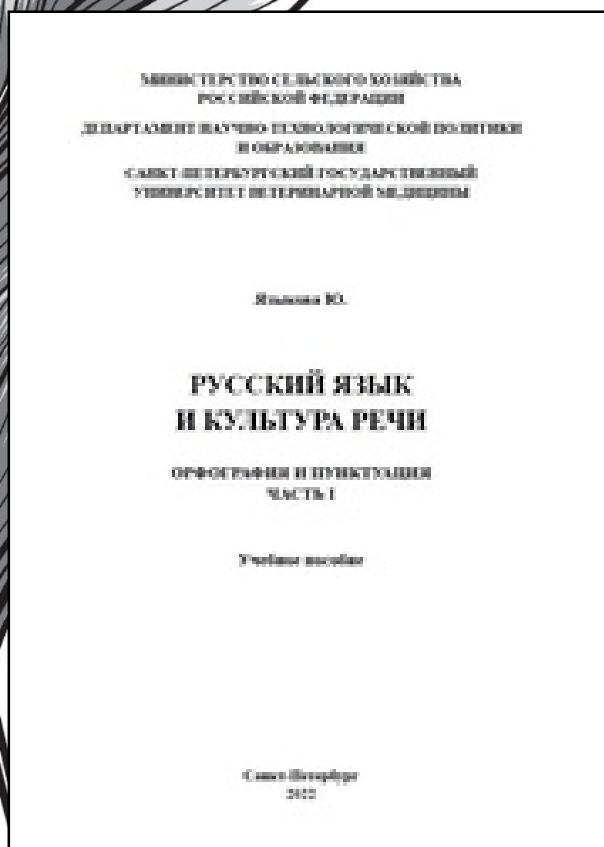 МИНИСТЕРСТВО СЕЛЬСКОГО ХОЗЯЙСТВА
РОССИЙСКОЙ ФЕДЕРАЦИИ
ДЕПАРТАМЕНТ НАУЧНО-ТЕХНОЛОГИЧЕСКОЙ ПОЛИТИКИ
И ОБРАЗОВАНИЯ
САНКТ-ПЕТЕРБУРГСКИЙ ГОСУДАРСТВЕННЫЙ
УНИВЕРСИТЕТ ВЕТЕРИНАРНОЙ МЕДИЦИНЫ
Ю.
РУССКИЙ ЯЗЫК
И КУЛЬТУРА РЕЧИ
ОРФОГРАФИЯ И ПУНКТУАЦИЯ
ЧАСТЬ I
Учебное пособие
Санкт-Петербург
2022